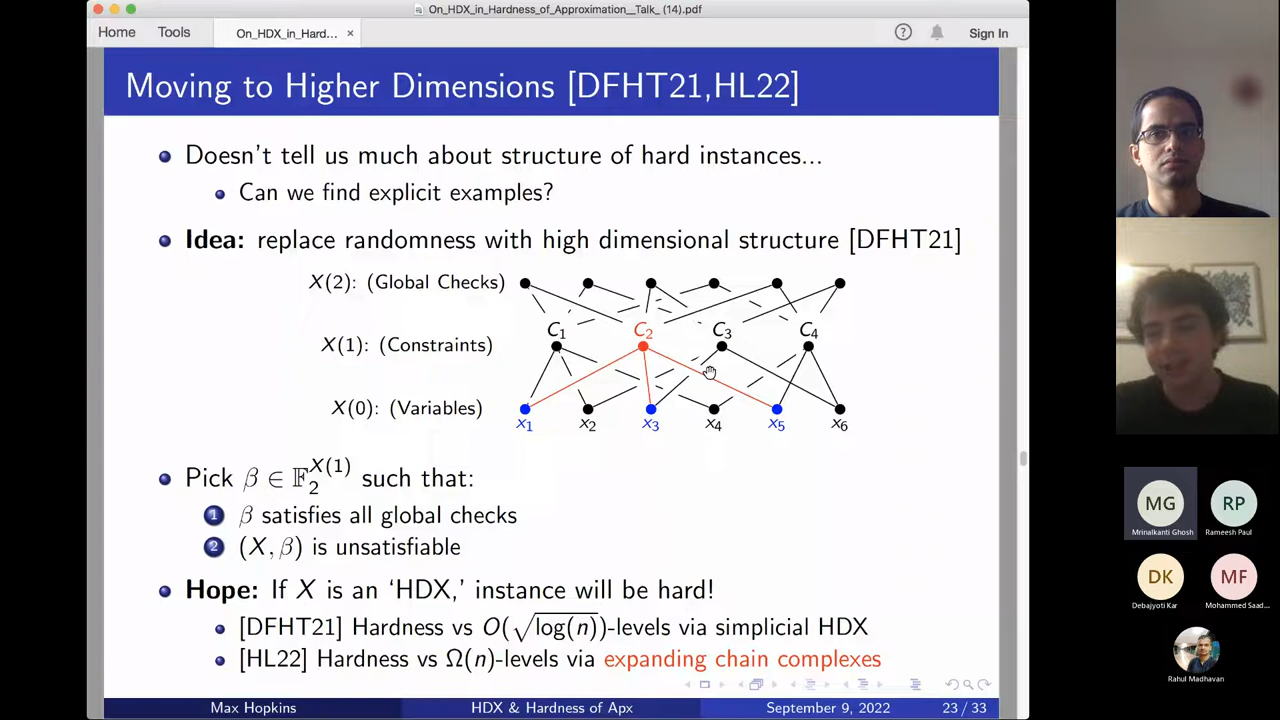 On_HDX_in_Hardness_of_Approximation__Talk_ (14).pdf
Home Tools On_HDX_in_Hard... × Sign In
Moving to Higher Dimensions [DFHT21,HL22]
Doesn't tell us much about structure of hard instances...
Can we find explicit examples?
Idea: replace randomness with high dimensional structure [DFHT21]
X(2): (Global Checks)
C₁ C₂ C₃ C₄
X(1): (Constraints)
X(0): (Variables)
x₁ x₂ x₃ x₄ x₅ x₆
Pick β ∈ 𝔽₂^X(1) such that:
1 β satisfies all global checks
2 (X, β) is unsatisfiable
Hope: If X is an ‘HDX,’ instance will be hard!
[DFHT21] Hardness vs O(√log(n))-levels via simplicial HDX
[HL22] Hardness vs Ω(n)-levels via expanding chain complexes
Max Hopkins HDX & Hardness of Apx September 9, 2022 23 / 33
MG RP
Mrinalkanti Ghosh Rameesh Paul
DK MF
Debajyoti Kar Mohammed Saad...
Rahul Madhavan